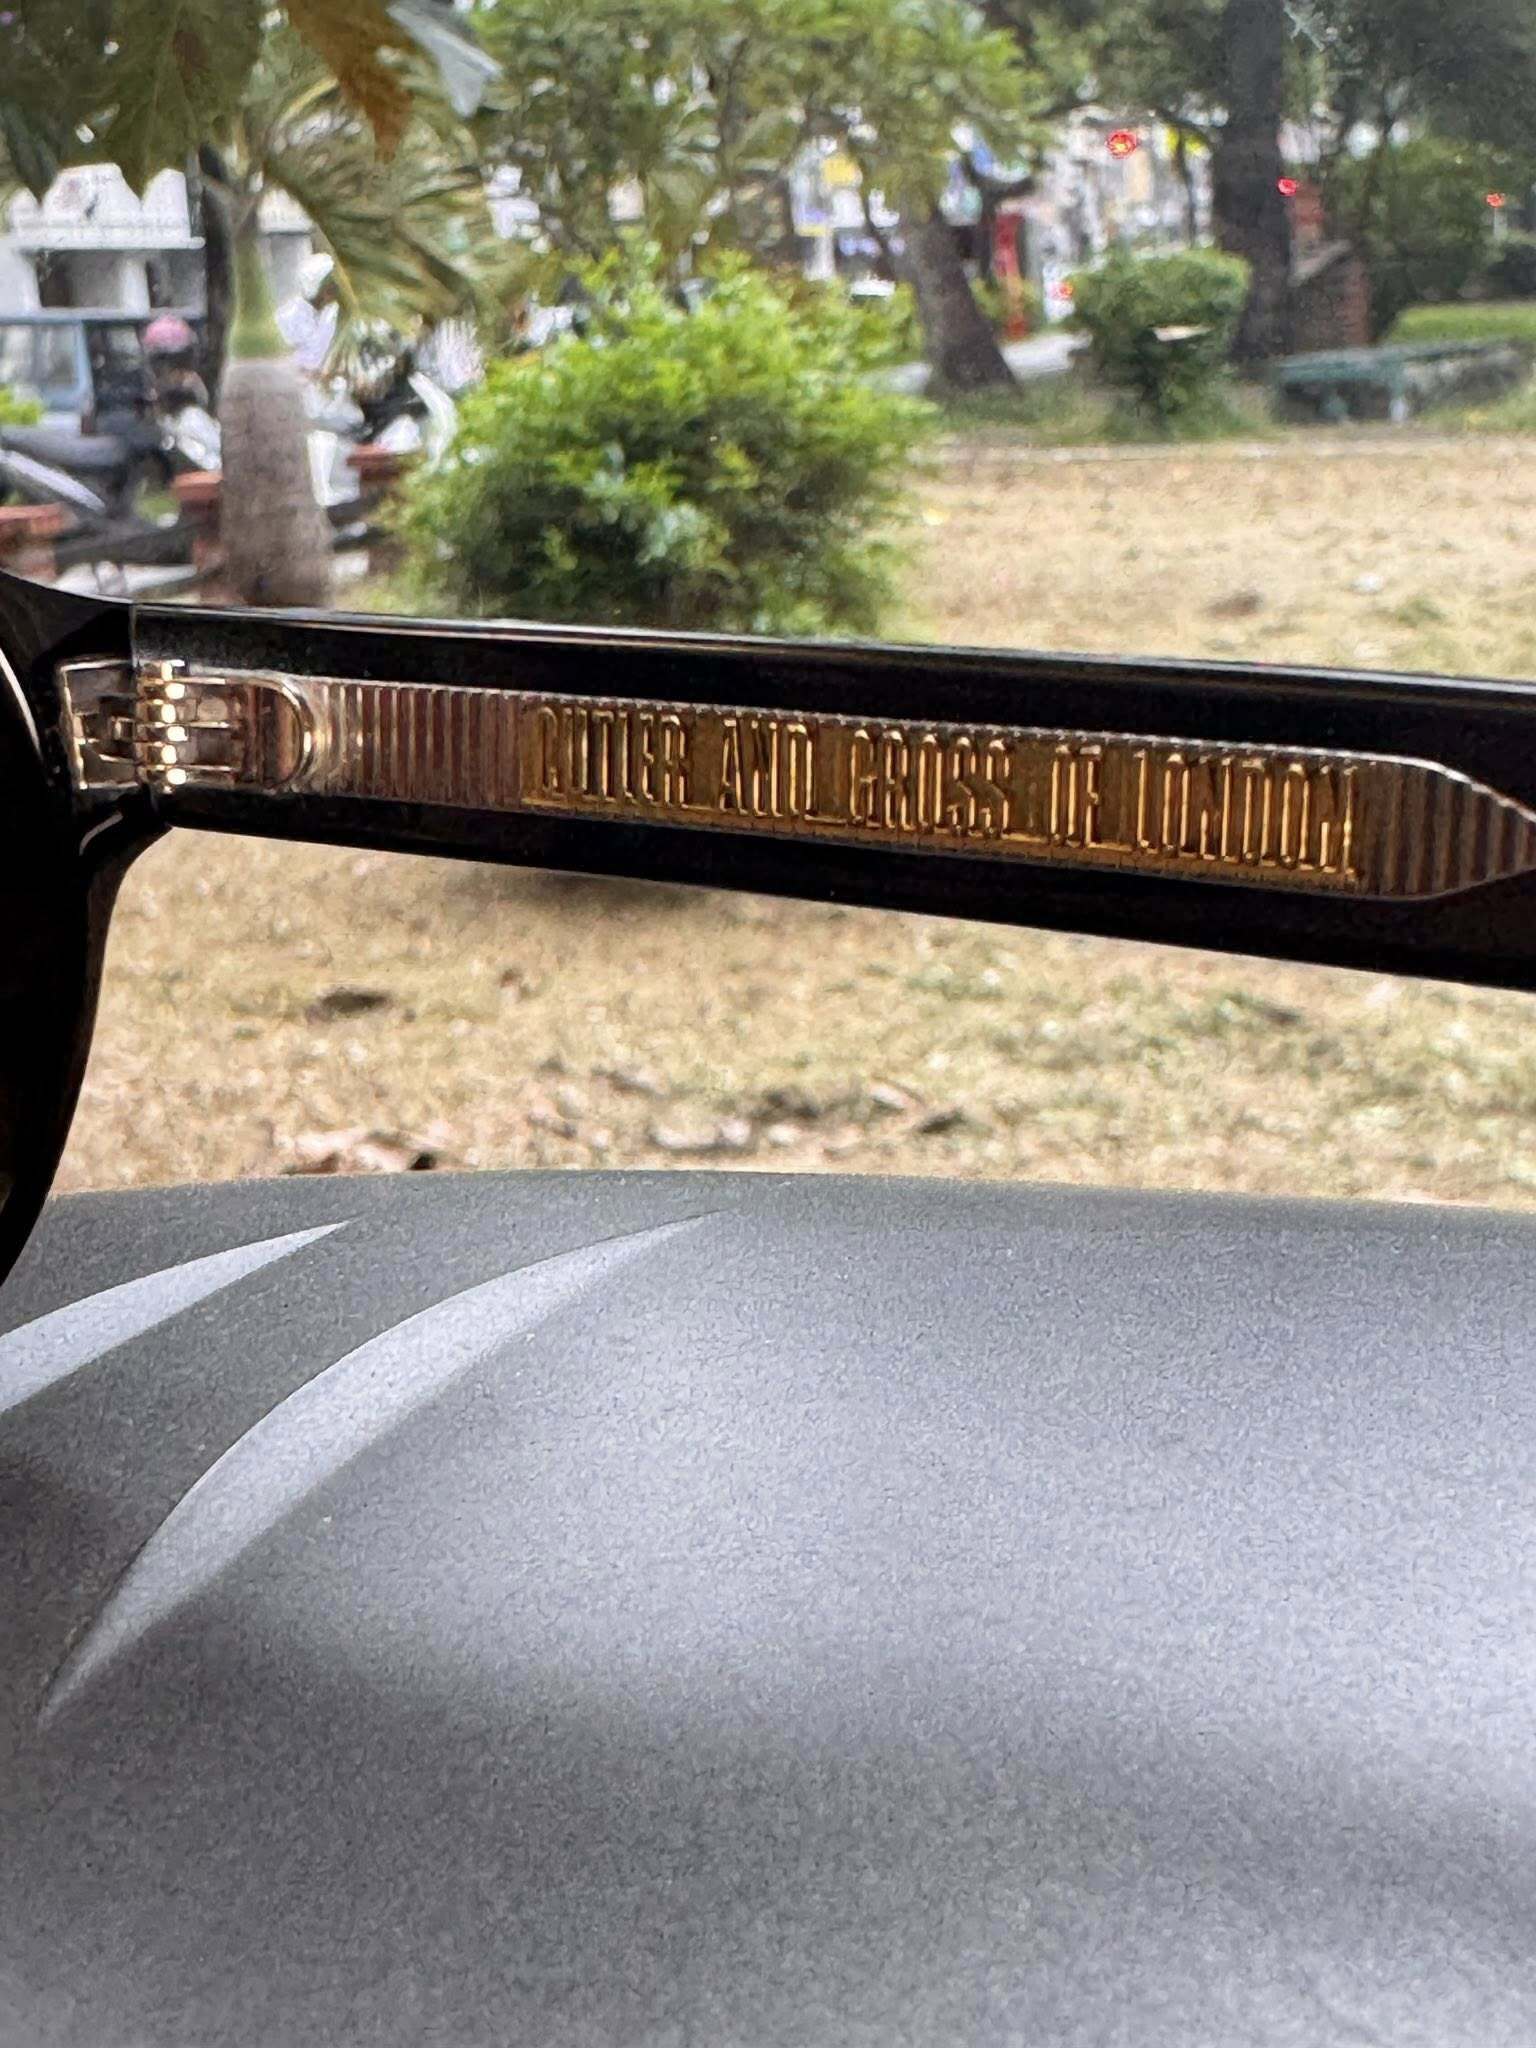 CUTLER AND GROSS OF LONDON